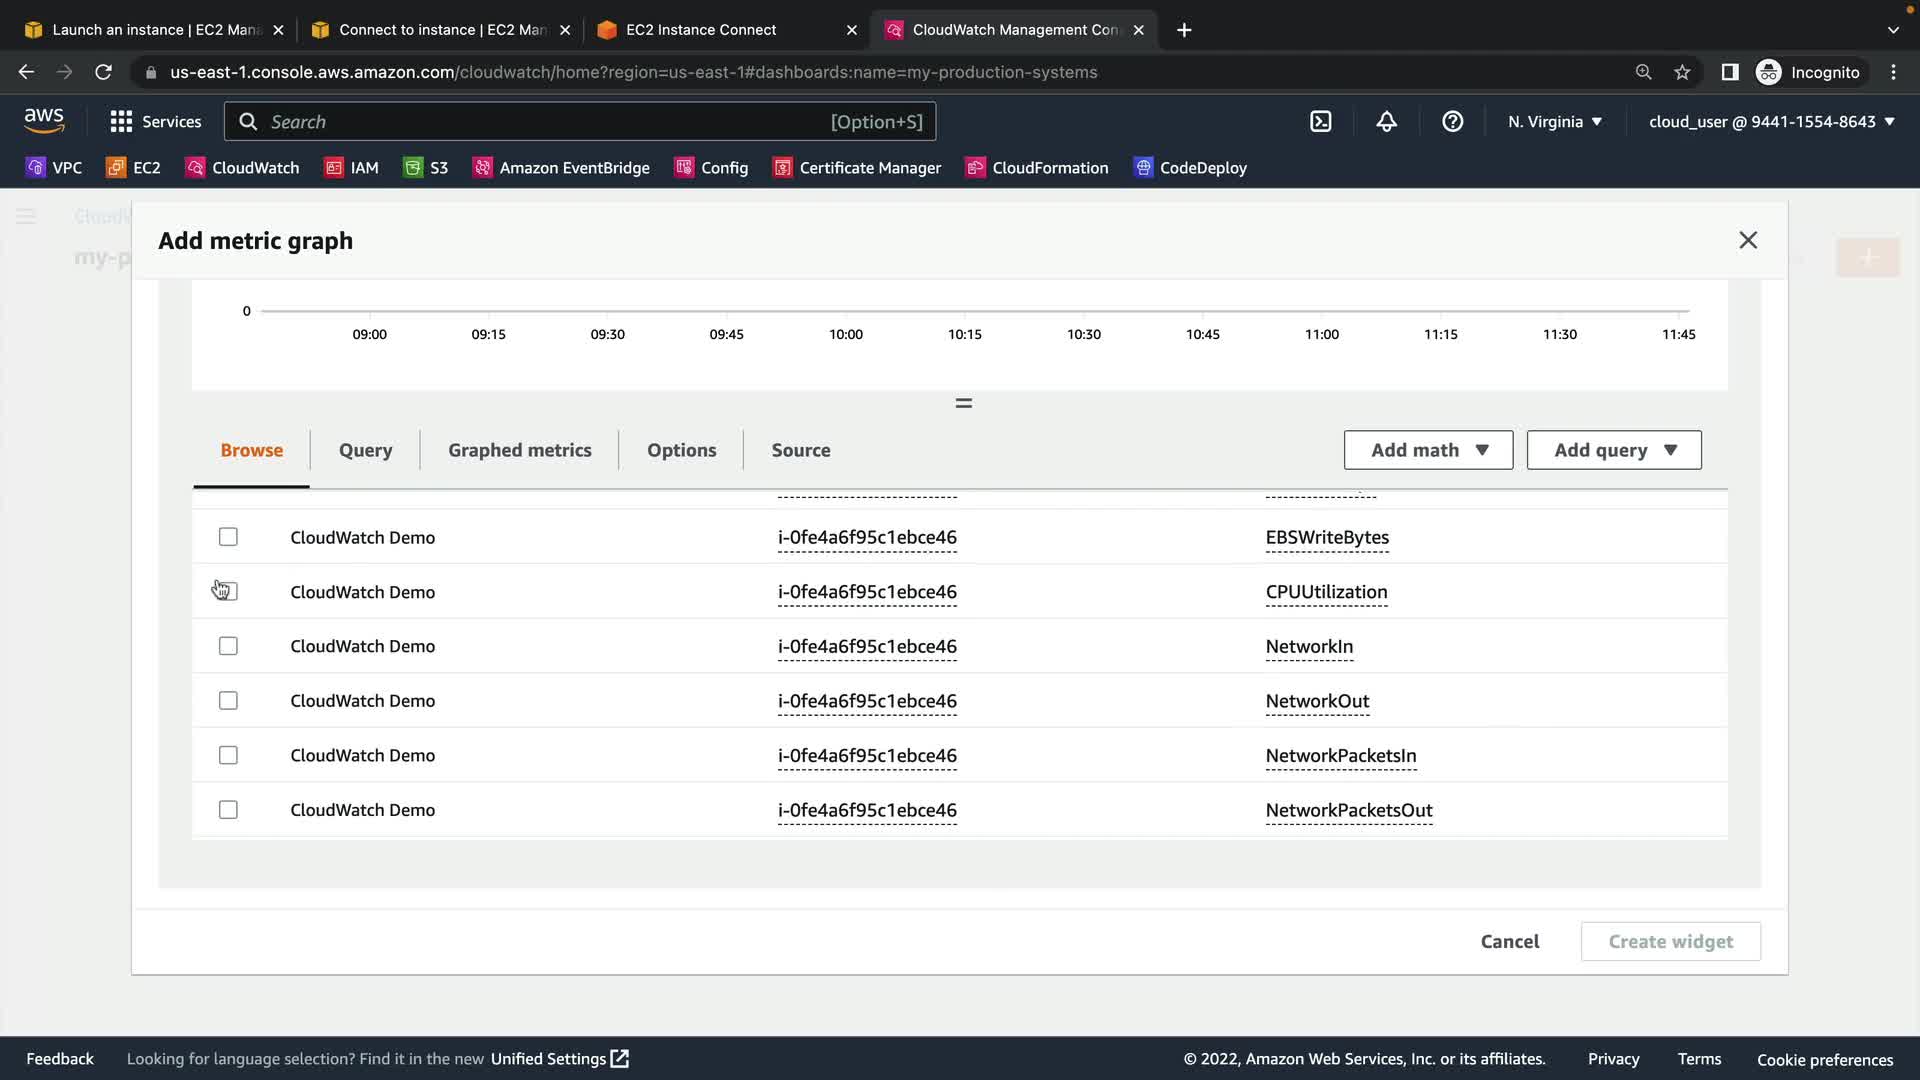 Launch an instance | EC2 Mana
Connect to instance | EC2 Man
EC2 Instance Connect
CloudWatch Management Con
us-east-1.console.aws.amazon.com/cloudwatch/home?region=us-east-1#dashboards:name=my-production-systems
Incognito
aws
Services
Search
[Option+S]
N. Virginia
cloud_user @ 9441-1554-8643
VPC
EC2
CloudWatch
IAM
S3
Amazon EventBridge
Config
Certificate Manager
CloudFormation
CodeDeploy
CloudW
my-p
Add metric graph
0
09:00 09:15 09:30 09:45 10:00 10:15 10:30 10:45 11:00 11:15 11:30 11:45
Browse
Query
Graphed metrics
Options
Source
Add math
Add query
CloudWatch Demo i-0fe4a6f95c1ebce46 EBSWriteBytes
CloudWatch Demo i-0fe4a6f95c1ebce46 CPUUtilization
CloudWatch Demo i-0fe4a6f95c1ebce46 NetworkIn
CloudWatch Demo i-0fe4a6f95c1ebce46 NetworkOut
CloudWatch Demo i-0fe4a6f95c1ebce46 NetworkPacketsIn
CloudWatch Demo i-0fe4a6f95c1ebce46 NetworkPacketsOut
Cancel
Create widget
Feedback
Looking for language selection? Find it in the new Unified Settings
© 2022, Amazon Web Services, Inc. or its affiliates.
Privacy
Terms
Cookie preferences